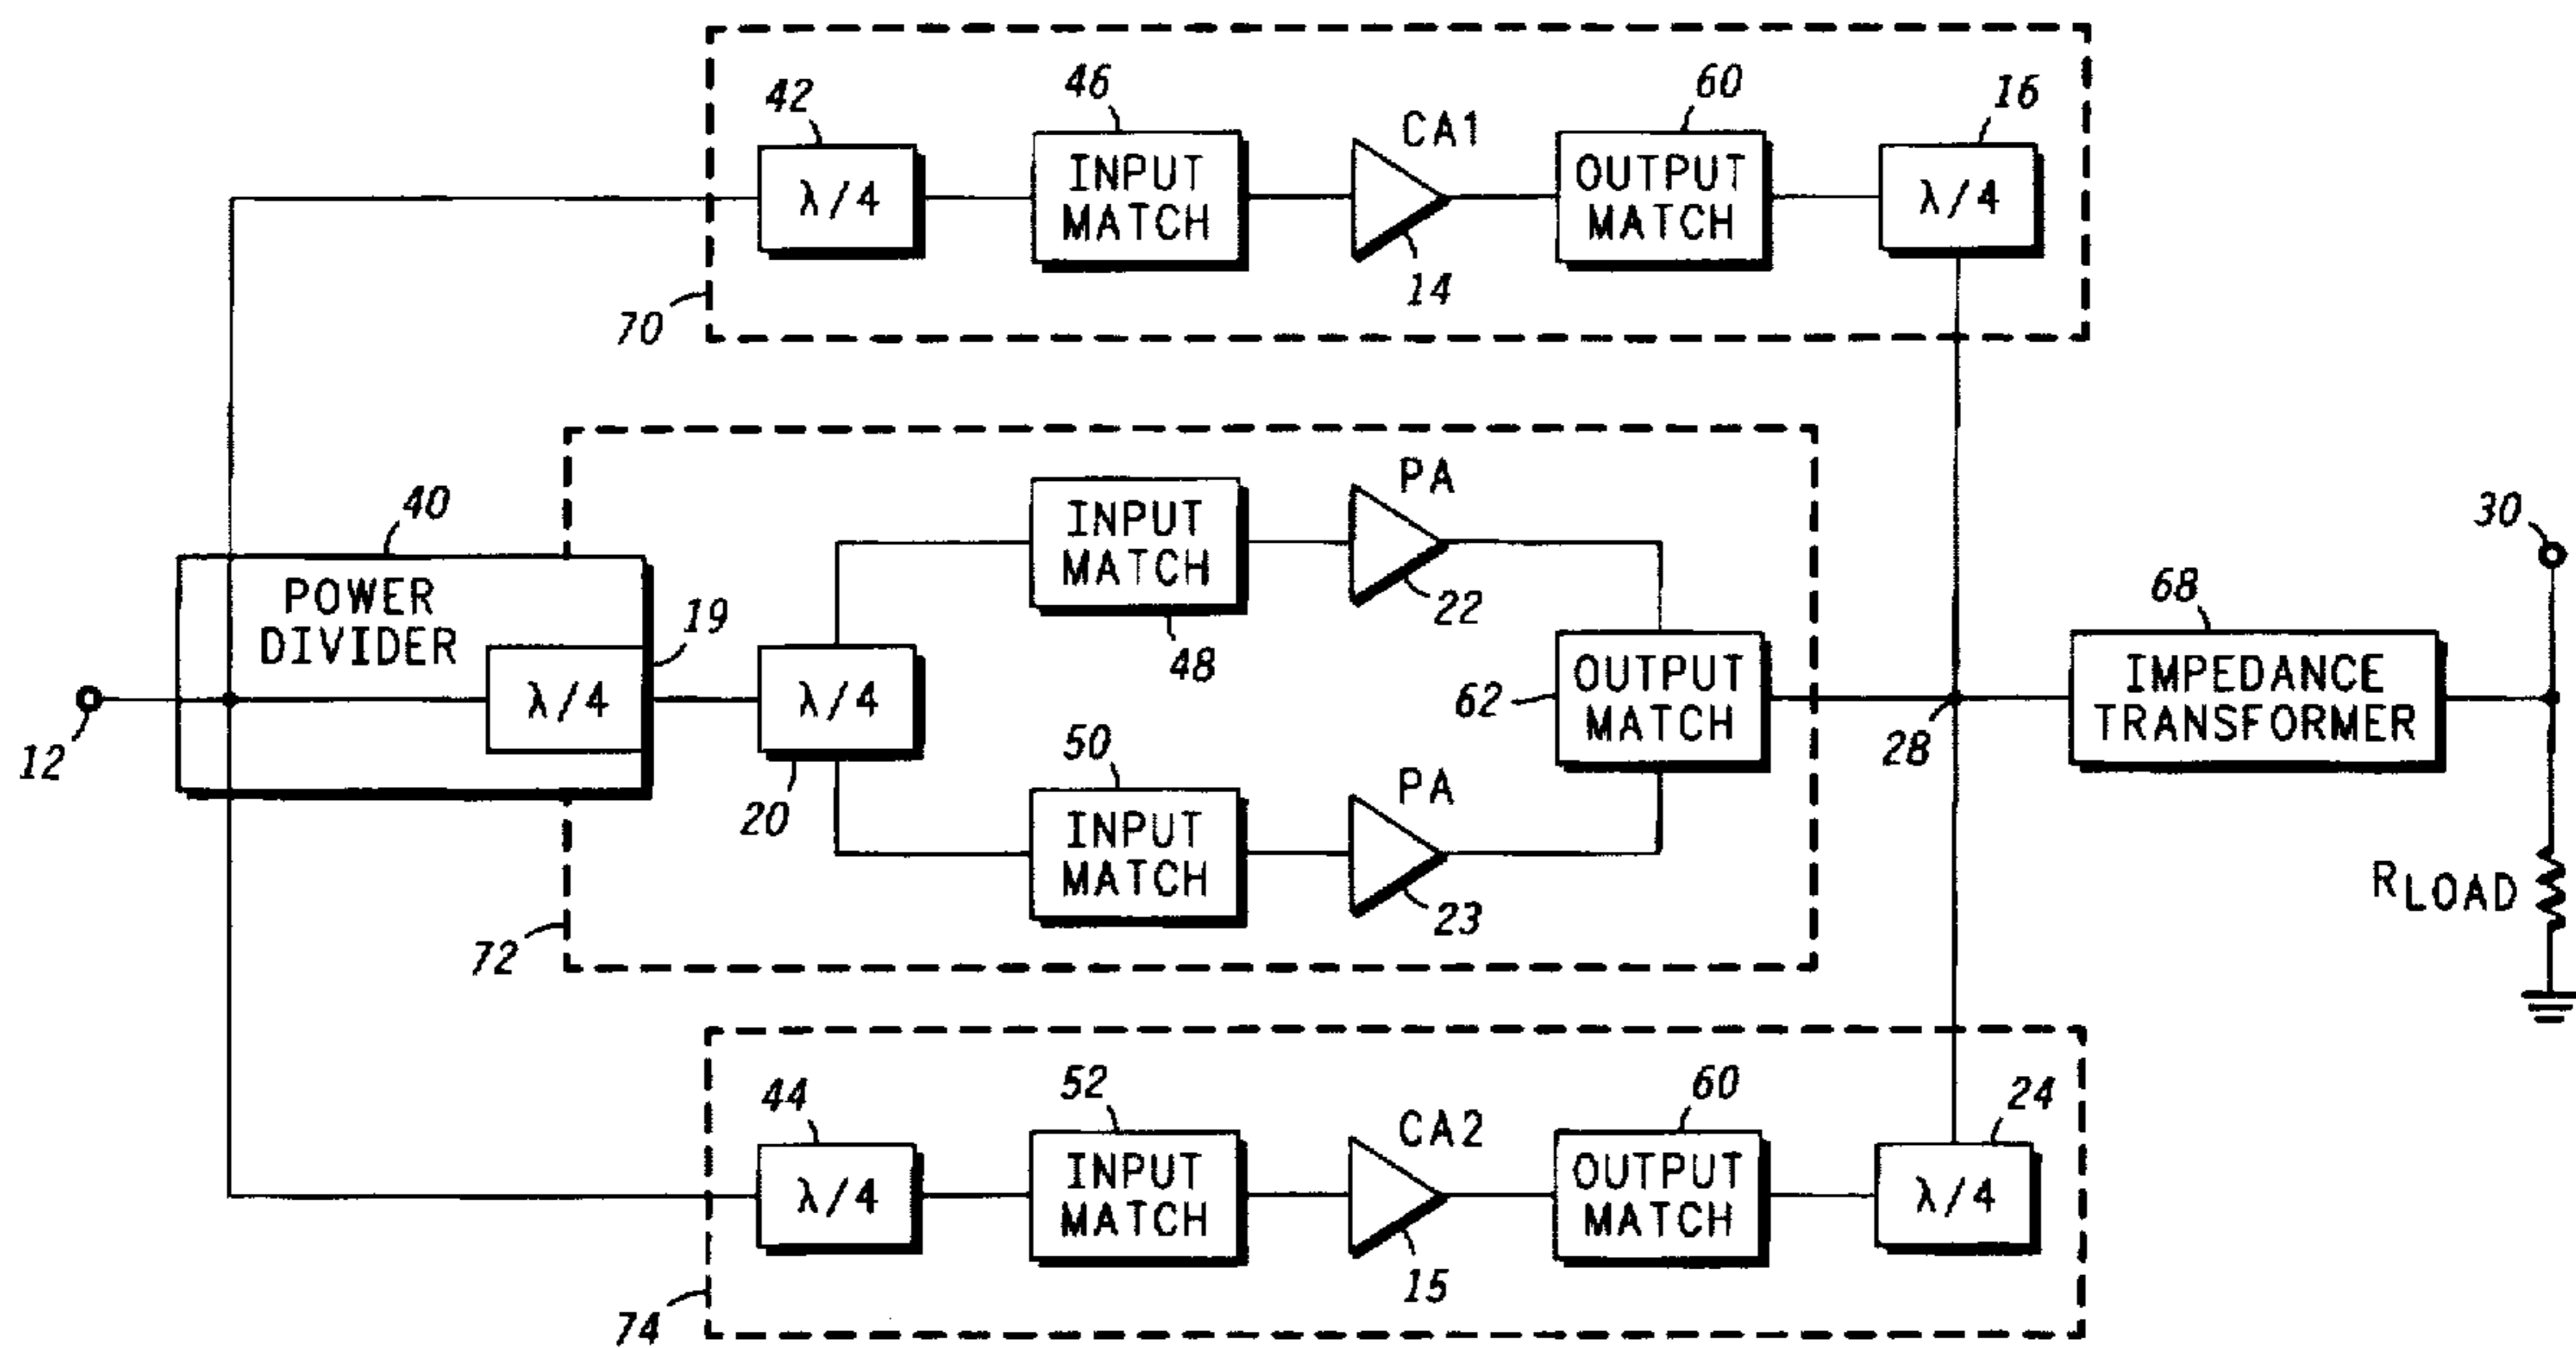 42
46
CA1
60
16
λ/4
INPUT
MATCH
OUTPUT
MATCH
λ/4
14
70
40
POWER
DIVIDER
λ/4
19
12
λ/4
20
INPUT
MATCH
48
PA
22
50
INPUT
MATCH
PA
23
62
OUTPUT
MATCH
28
68
IMPEDANCE
TRANSFORMER
30
RLOAD
72
44
52
CA2
60
24
λ/4
INPUT
MATCH
OUTPUT
MATCH
λ/4
15
74